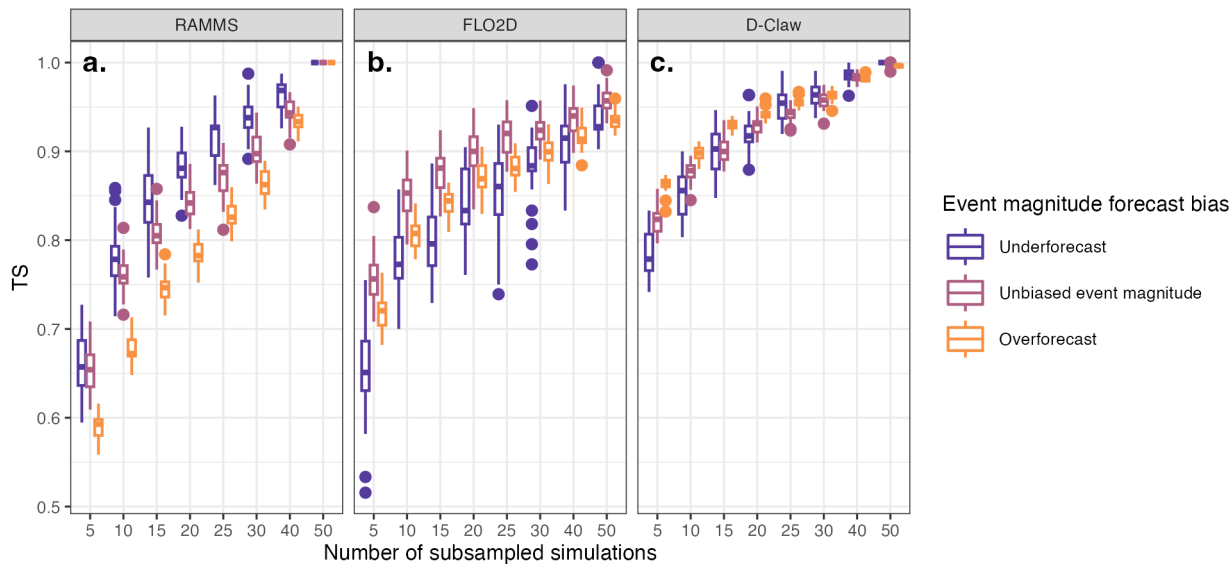 RAMMS
FLO2D
D-Claw
a.
b.
c.
TS
1.0
0.9
0.8
0.7
0.6
0.5
5 10 15 20 25 30 40 50
5 10 15 20 25 30 40 50
5 10 15 20 25 30 40 50
Number of subsampled simulations
Event magnitude forecast bias
Underforecast
Unbiased event magnitude
Overforecast